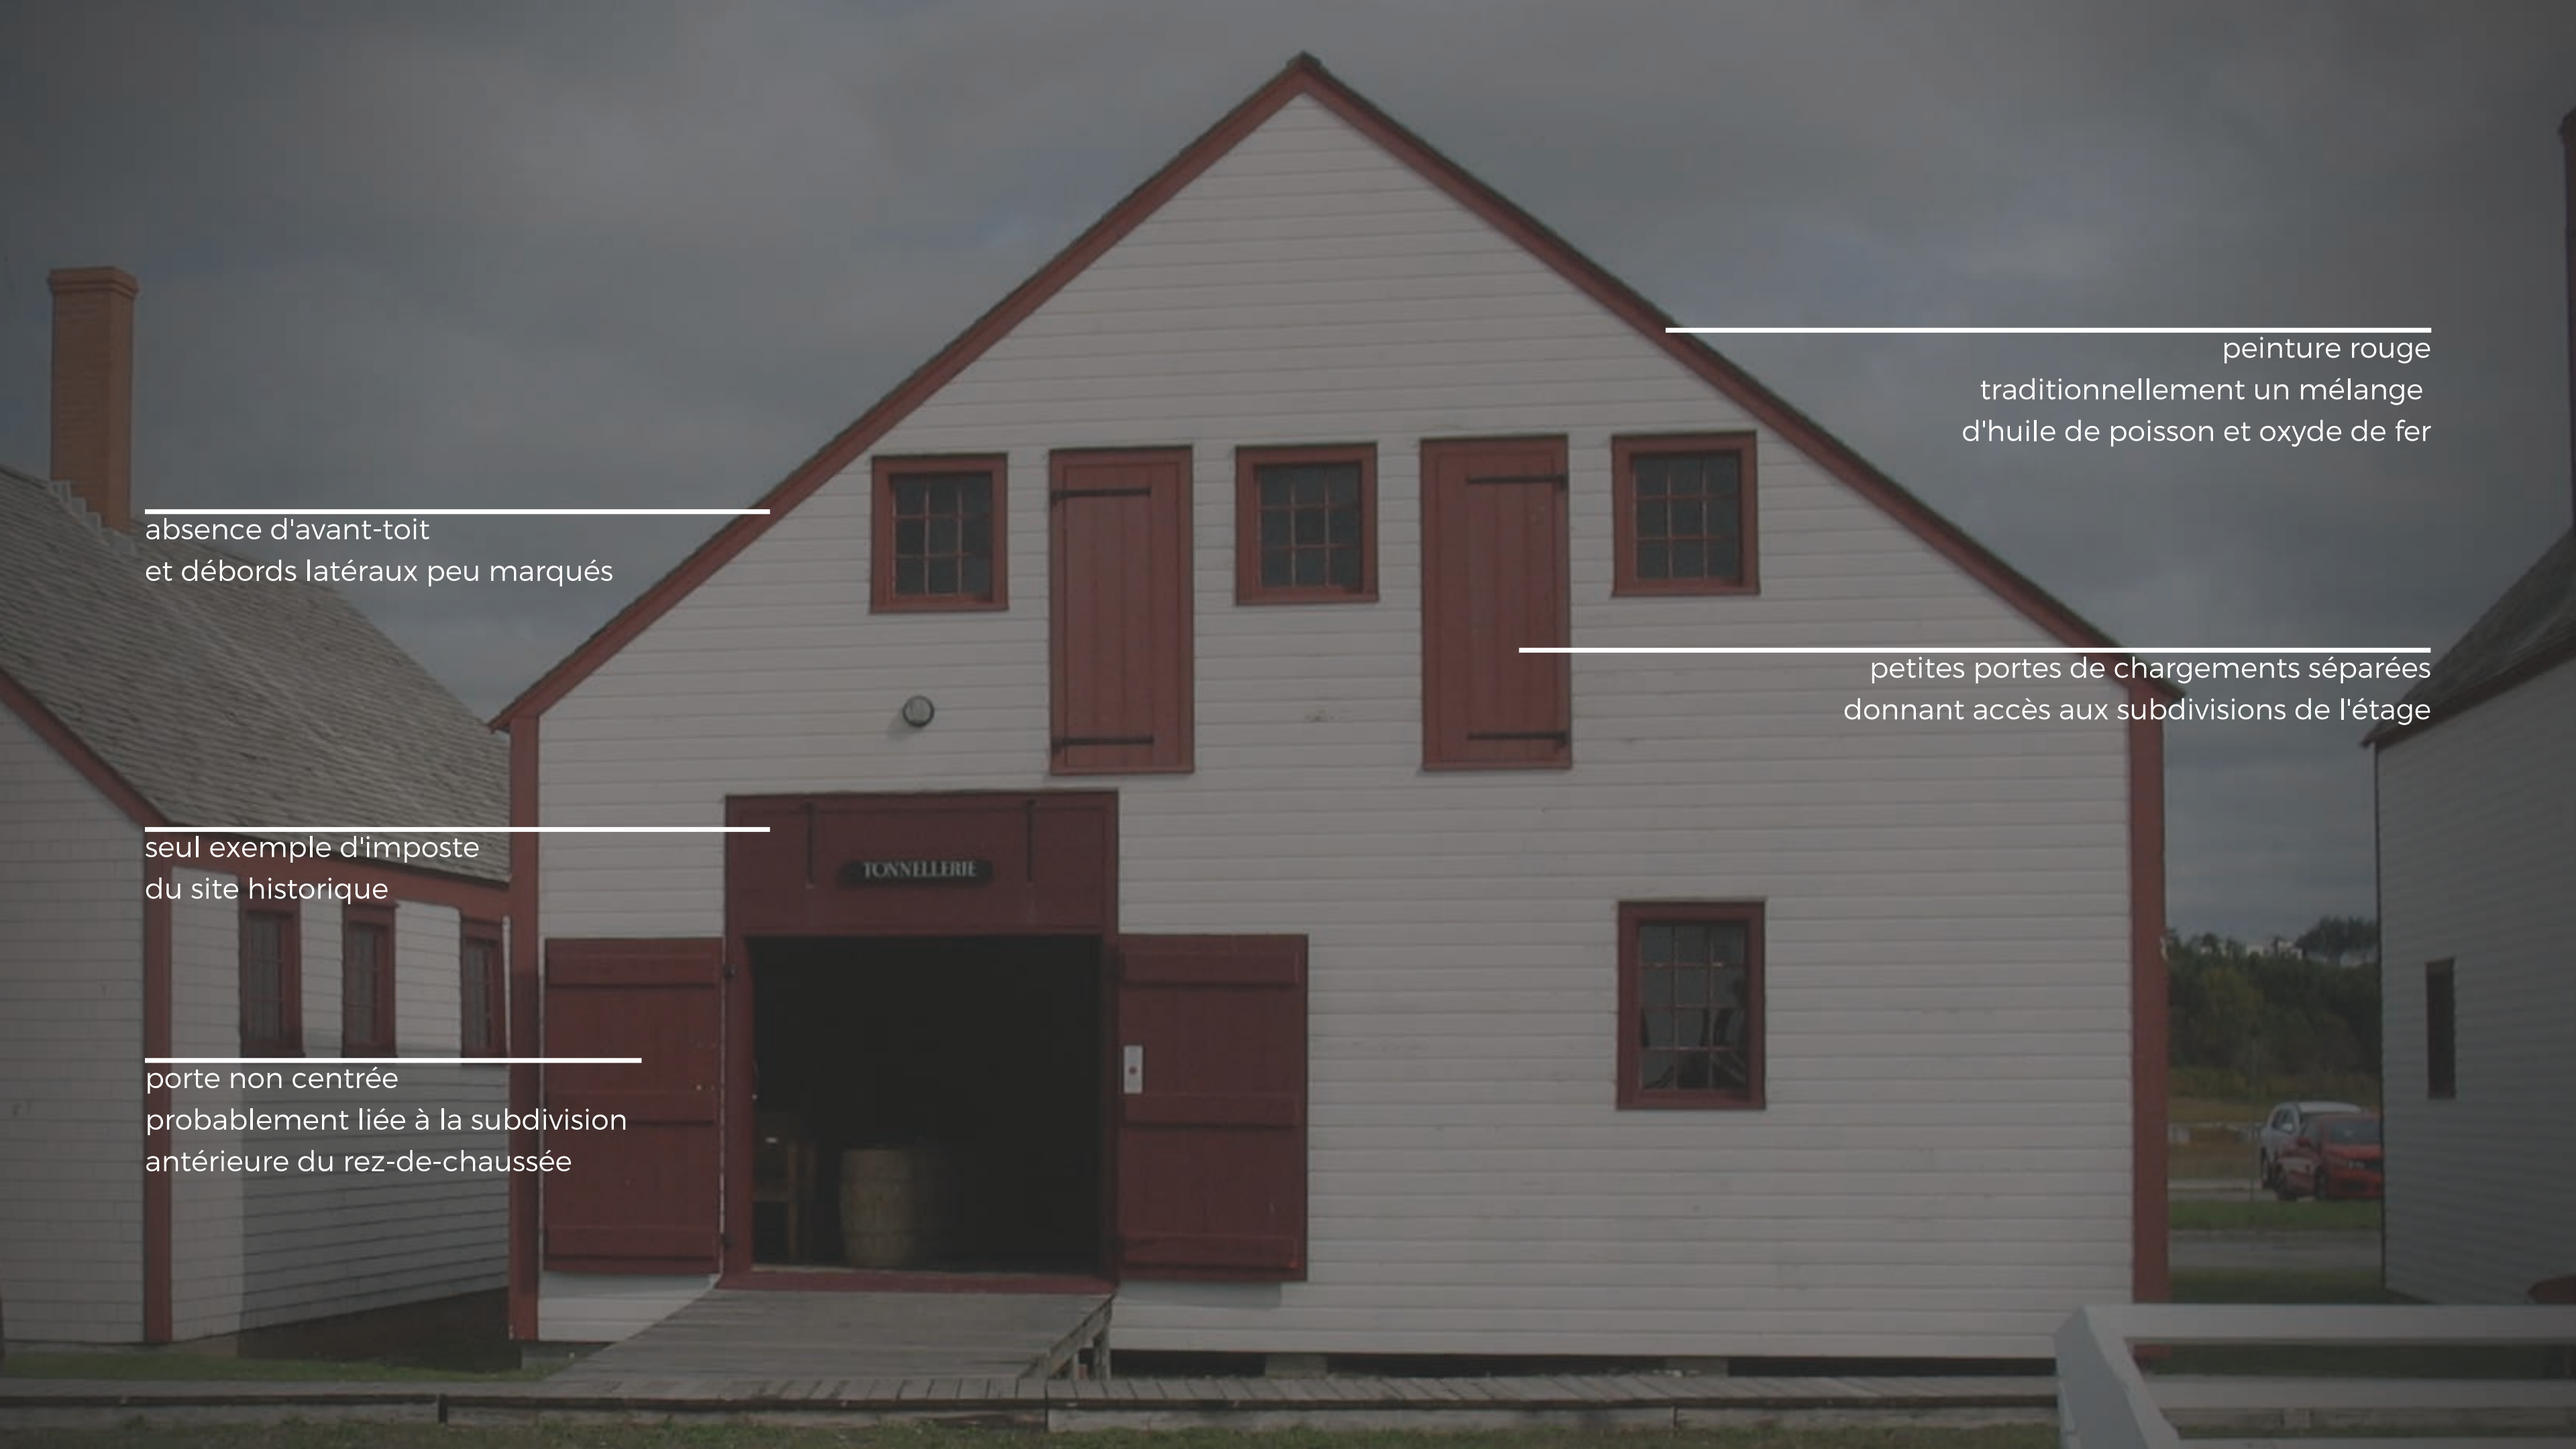 absence d'avant-toit
et débords latéraux peu marqués
seul exemple d'imposte
du site historique
porte non centrée
probablement liée à la subdivision
antérieure du rez-de-chaussée
TONNELLERIE
peinture rouge
traditionnellement un mélange
d'huile de poisson et oxyde de fer
petites portes de chargements séparées
donnant accès aux subdivisions de l'étage